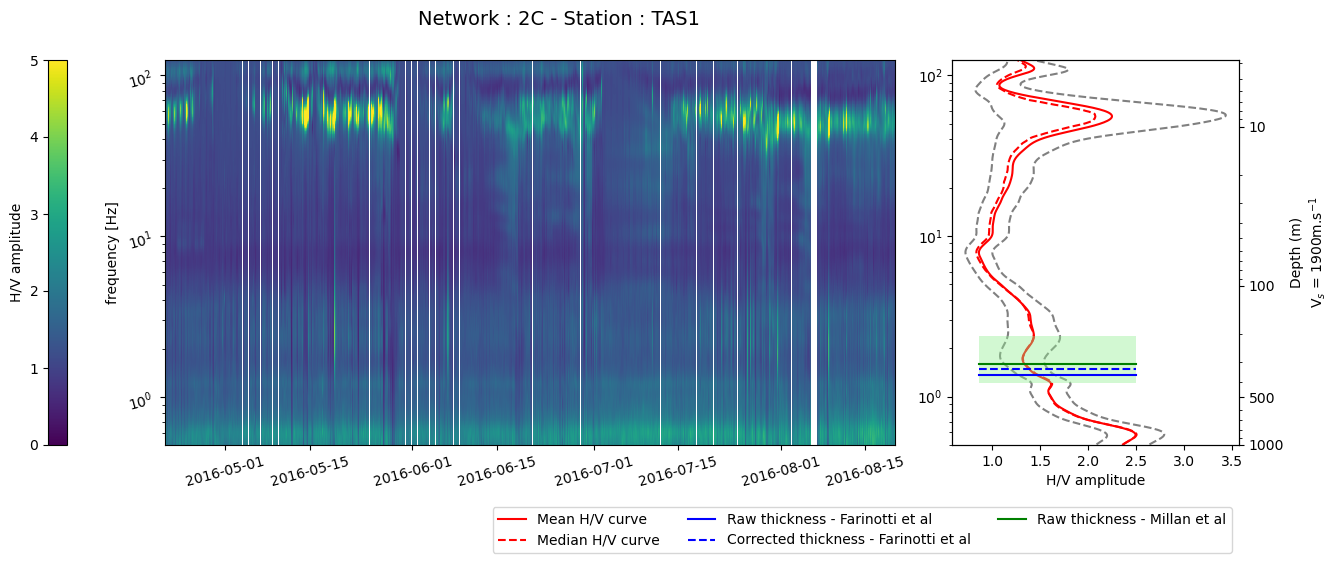 Network : 2C - Station : TAS1
5
4
3
2
1
0
H/V amplitude
frequency [Hz]
10²
10¹
10⁰
2016-05-01
2016-05-15
2016-06-01
2016-06-15
2016-07-01
2016-07-15
2016-08-01
2016-08-15
10²
10¹
10⁰
1.0
1.5
2.0
2.5
3.0
3.5
H/V amplitude
10
100
500
1000
Depth (m)
Vₛ = 1900m.s⁻¹
Mean H/V curve
Median H/V curve
Raw thickness - Farinotti et al
Corrected thickness - Farinotti et al
Raw thickness - Millan et al